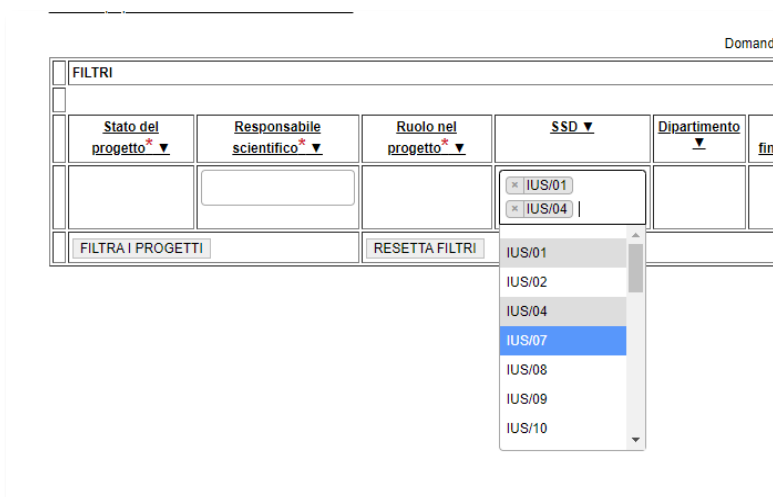 Domand
FILTRI
Stato del
progetto* ▼
Responsabile
scientifico* ▼
Ruolo nel
progetto* ▼
SSD ▼
Dipartimento
▼
fin
× IUS/01
× IUS/04
FILTRA I PROGETTI
RESETTA FILTRI
IUS/01
IUS/02
IUS/04
IUS/07
IUS/08
IUS/09
IUS/10